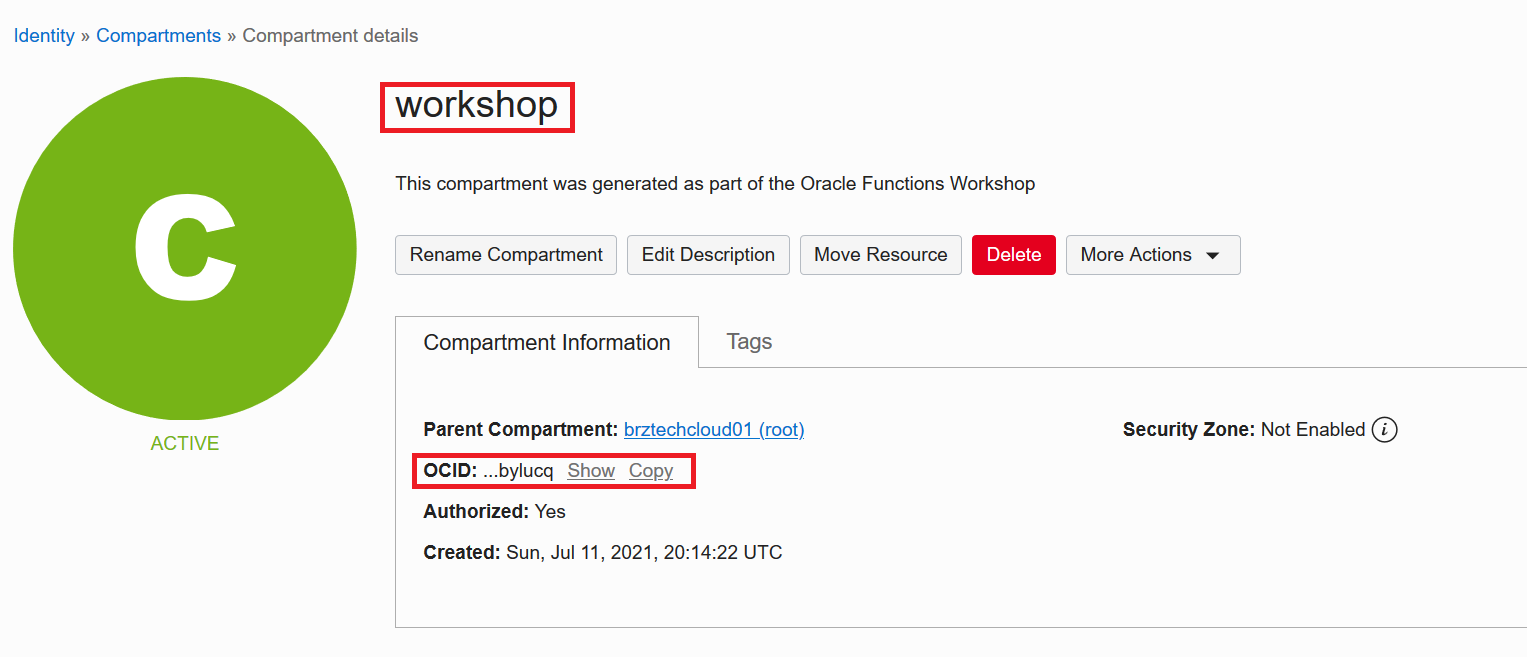 Identity » Compartments » Compartment details
C
ACTIVE
workshop
This compartment was generated as part of the Oracle Functions Workshop
Rename Compartment Edit Description Move Resource Delete More Actions
Compartment Information Tags
Parent Compartment: brztechcloud01 (root) Security Zone: Not Enabled i
OCID: ...bylucq Show Copy
Authorized: Yes
Created: Sun, Jul 11, 2021, 20:14:22 UTC